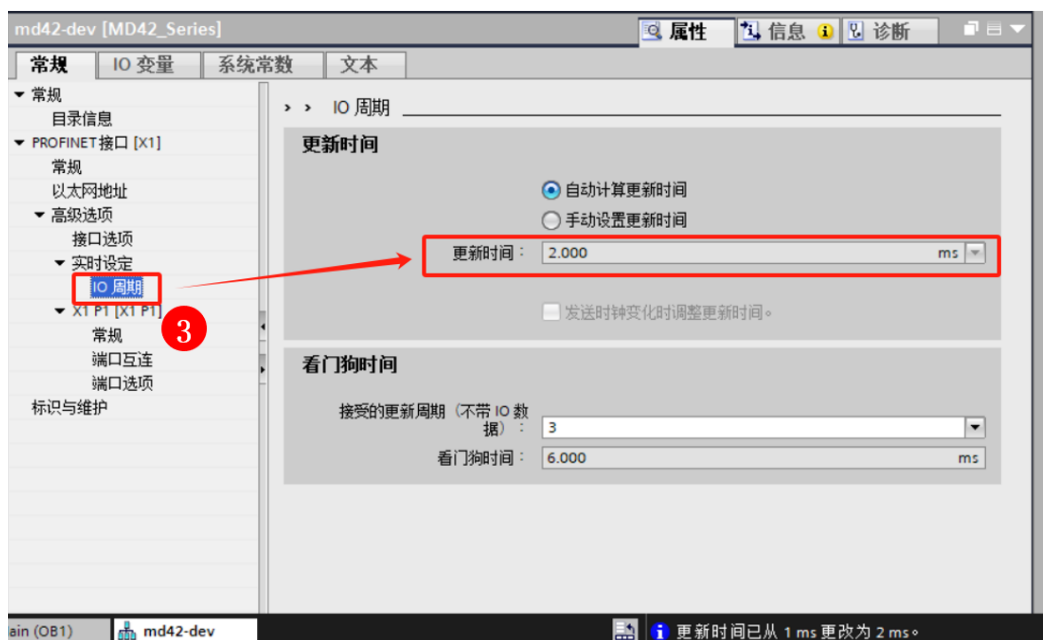 md42-dev [MD42_Series]
属性
信息
诊断
常规
IO 变量
系统常数
文本
常规
目录信息
PROFINET接口 [X1]
常规
以太网地址
高级选项
接口选项
实时设定
IO 周期
X1 P1 [X1 P1]
常规
端口互连
端口选项
标识与维护
3
IO 周期
更新时间
自动计算更新时间
手动设置更新时间
更新时间：
2.000 ms
发送时钟变化时调整更新时间。
看门狗时间
接受的更新周期（不带 IO 数
据）：
3
看门狗时间：
6.000 ms
ain (OB1)
md42-dev
更新时间已从 1 ms 更改为 2 ms。